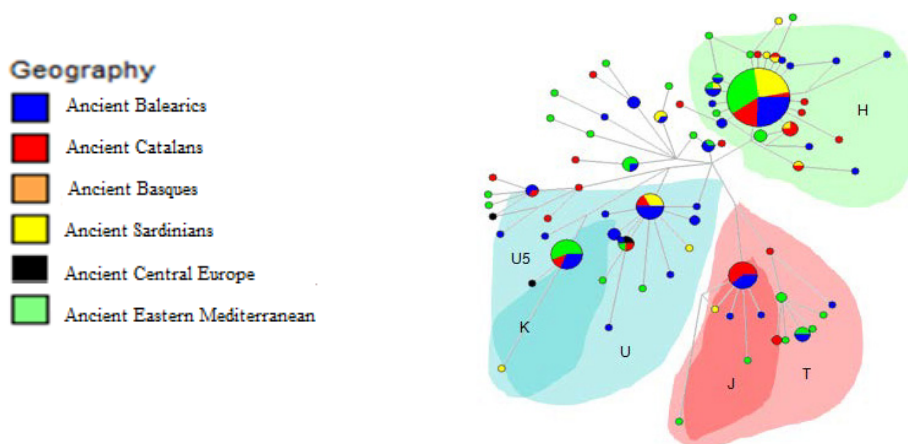 Geography
Ancient Balearics
Ancient Catalans
Ancient Basques
Ancient Sardinians
Ancient Central Europe
Ancient Eastern Mediterranean
H
U5
K
U
J
T